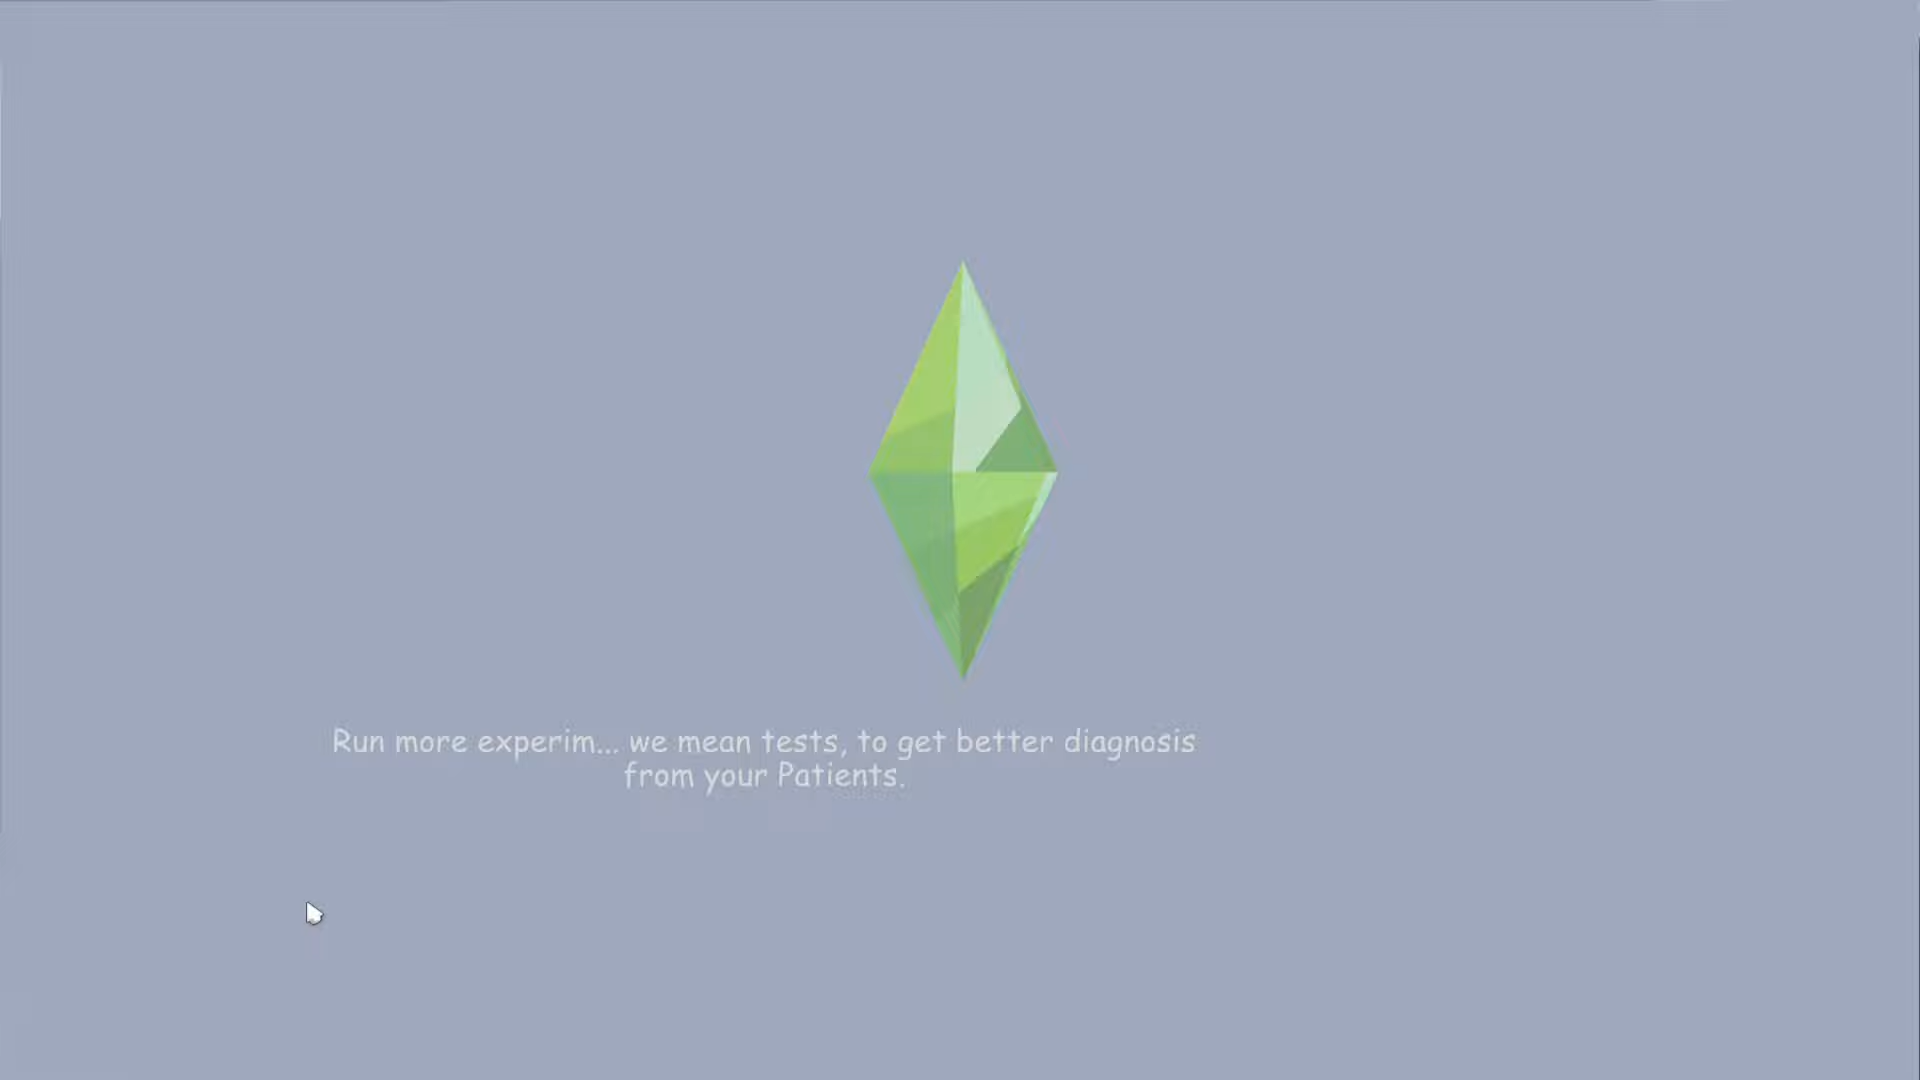 Run more experim... we mean tests, to get better diagnosis
from your Patients.